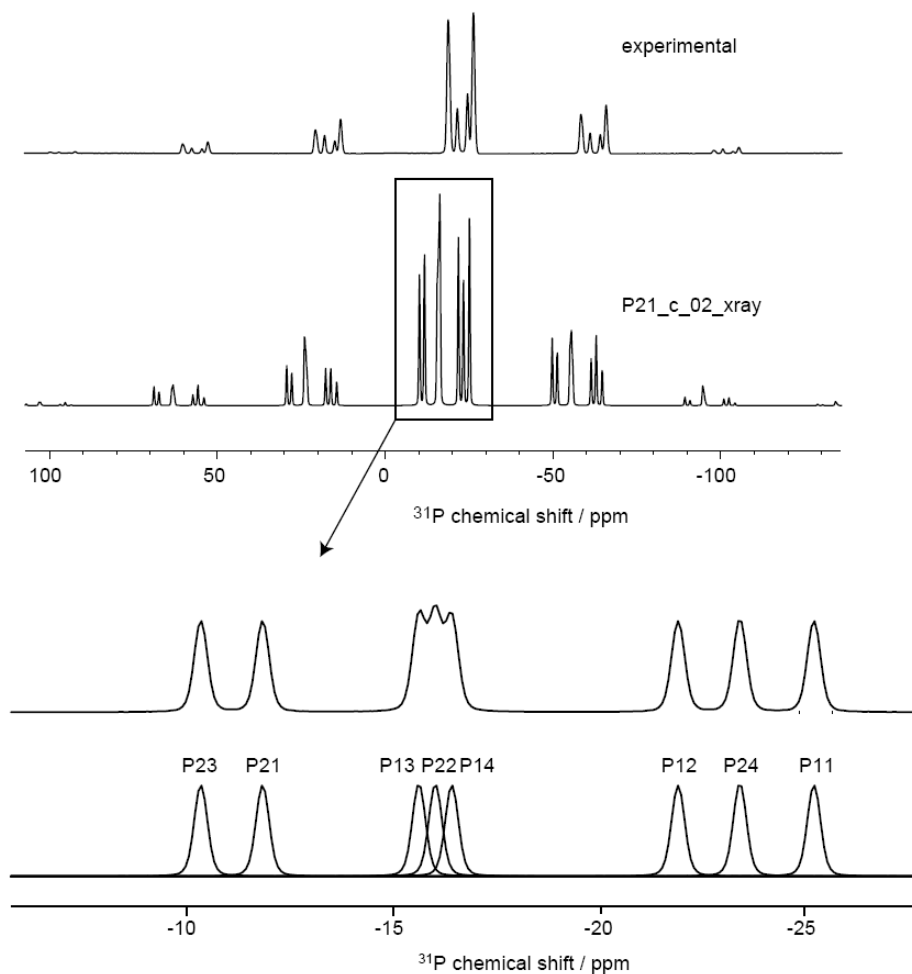 experimental
P21_c_02_xray
100 50 0 -50 -100
31P chemical shift / ppm
P23 P21 P13 P22 P14 P12 P24 P11
-10 -15 -20 -25
31P chemical shift / ppm